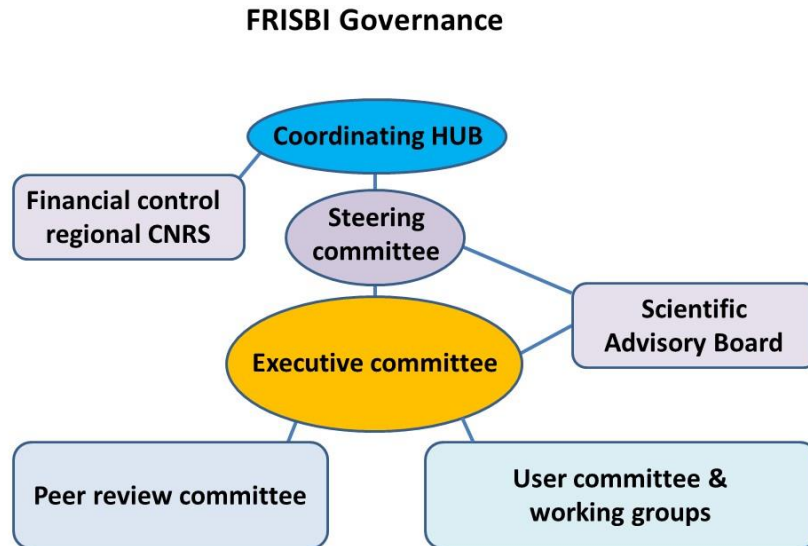 FRISBI Governance
Coordinating HUB
Financial control
regional CNRS
Steering
committee
Scientific
Advisory Board
Executive committee
Peer review committee
User committee &
working groups